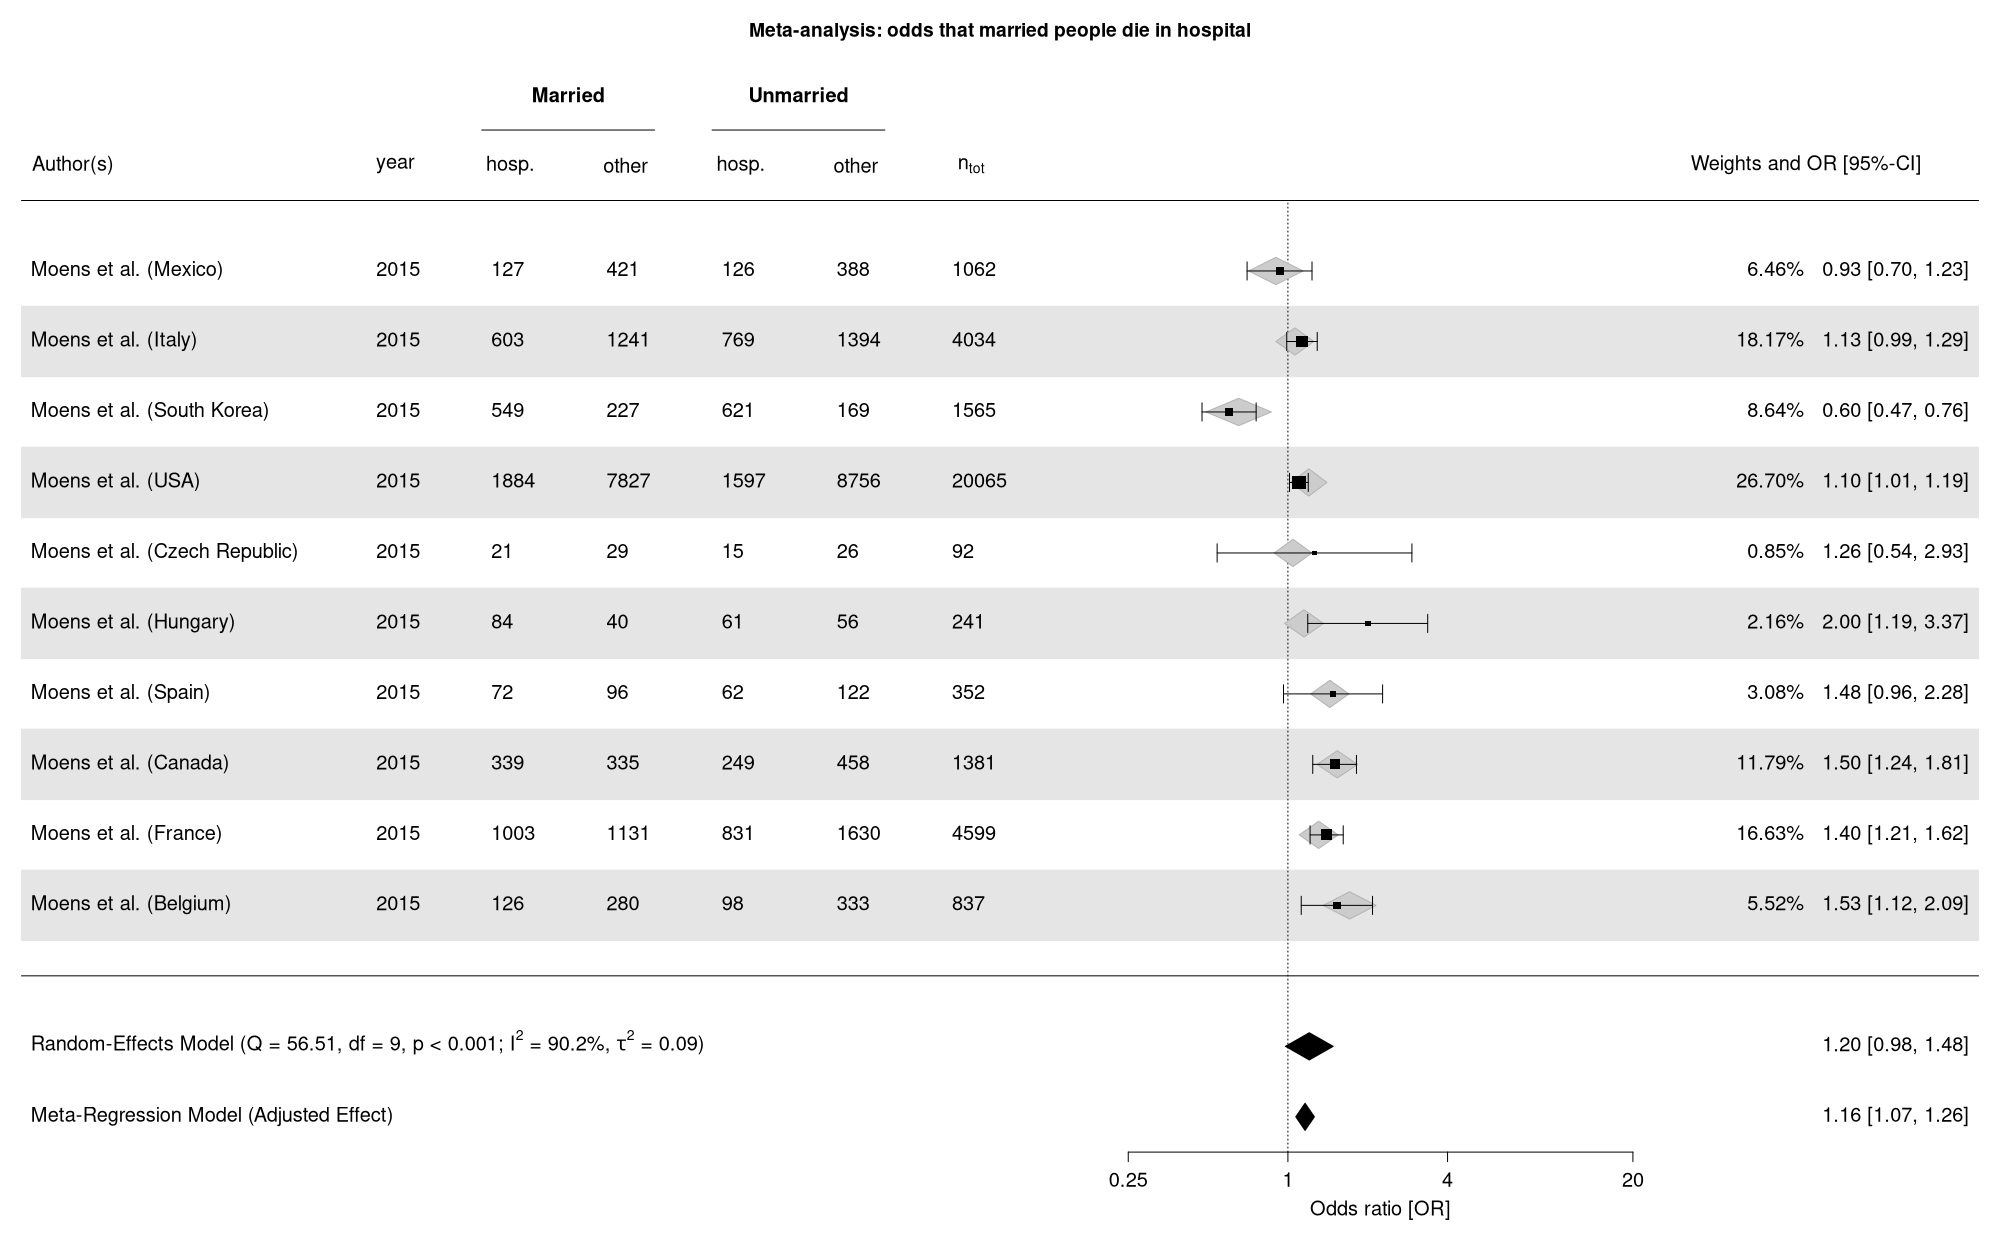 Meta-analysis: odds that married people die in hospital
Married Unmarried
Author(s) year hosp. other hosp. other ntot Weights and OR [95%-CI]
Moens et al. (Mexico) 2015 127 421 126 388 1062 6.46% 0.93 [0.70, 1.23]
Moens et al. (Italy) 2015 603 1241 769 1394 4034 18.17% 1.13 [0.99, 1.29]
Moens et al. (South Korea) 2015 549 227 621 169 1565 8.64% 0.60 [0.47, 0.76]
Moens et al. (USA) 2015 1884 7827 1597 8756 20065 26.70% 1.10 [1.01, 1.19]
Moens et al. (Czech Republic) 2015 21 29 15 26 92 0.85% 1.26 [0.54, 2.93]
Moens et al. (Hungary) 2015 84 40 61 56 241 2.16% 2.00 [1.19, 3.37]
Moens et al. (Spain) 2015 72 96 62 122 352 3.08% 1.48 [0.96, 2.28]
Moens et al. (Canada) 2015 339 335 249 458 1381 11.79% 1.50 [1.24, 1.81]
Moens et al. (France) 2015 1003 1131 831 1630 4599 16.63% 1.40 [1.21, 1.62]
Moens et al. (Belgium) 2015 126 280 98 333 837 5.52% 1.53 [1.12, 2.09]
Random-Effects Model (Q = 56.51, df = 9, p < 0.001; I² = 90.2%, τ² = 0.09) 1.20 [0.98, 1.48]
Meta-Regression Model (Adjusted Effect) 1.16 [1.07, 1.26]
0.25 1 4 20
Odds ratio [OR]